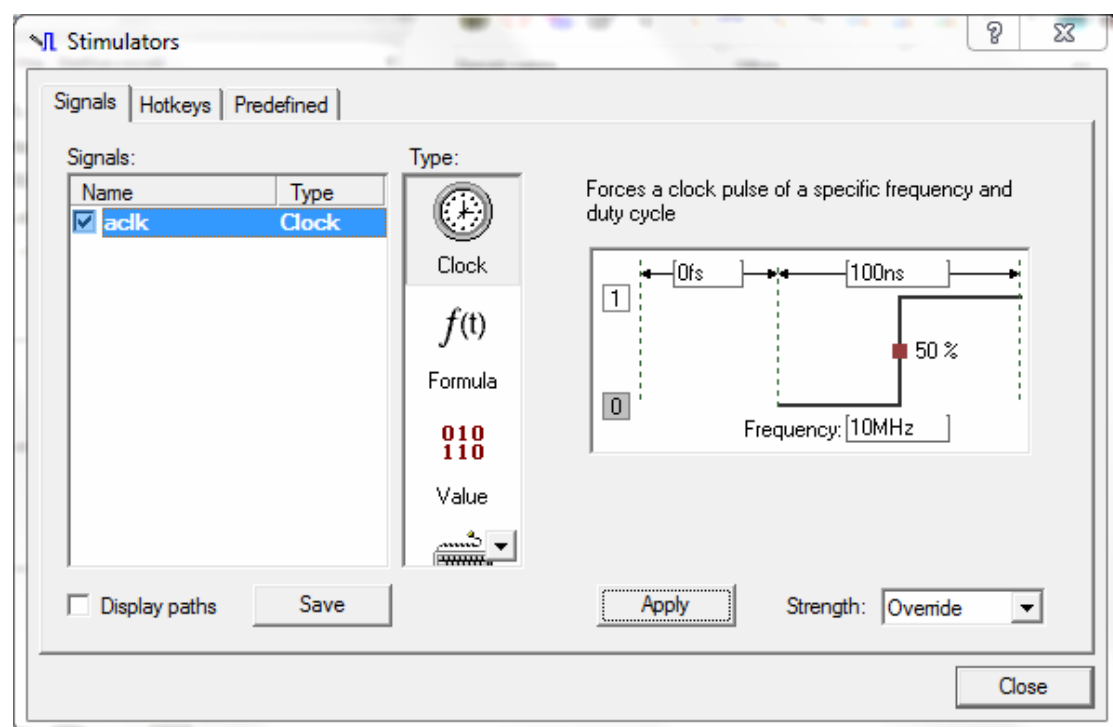 Stimulators
Signals Hotkeys Predefined
Signals:
Name Type
aclk Clock
Type:
Clock
f(t)
Formula
010
110
Value
Forces a clock pulse of a specific frequency and
duty cycle
0fs 100ns
1
50 %
0
Frequency: 10MHz
Display paths Save Apply Strength: Override
Close